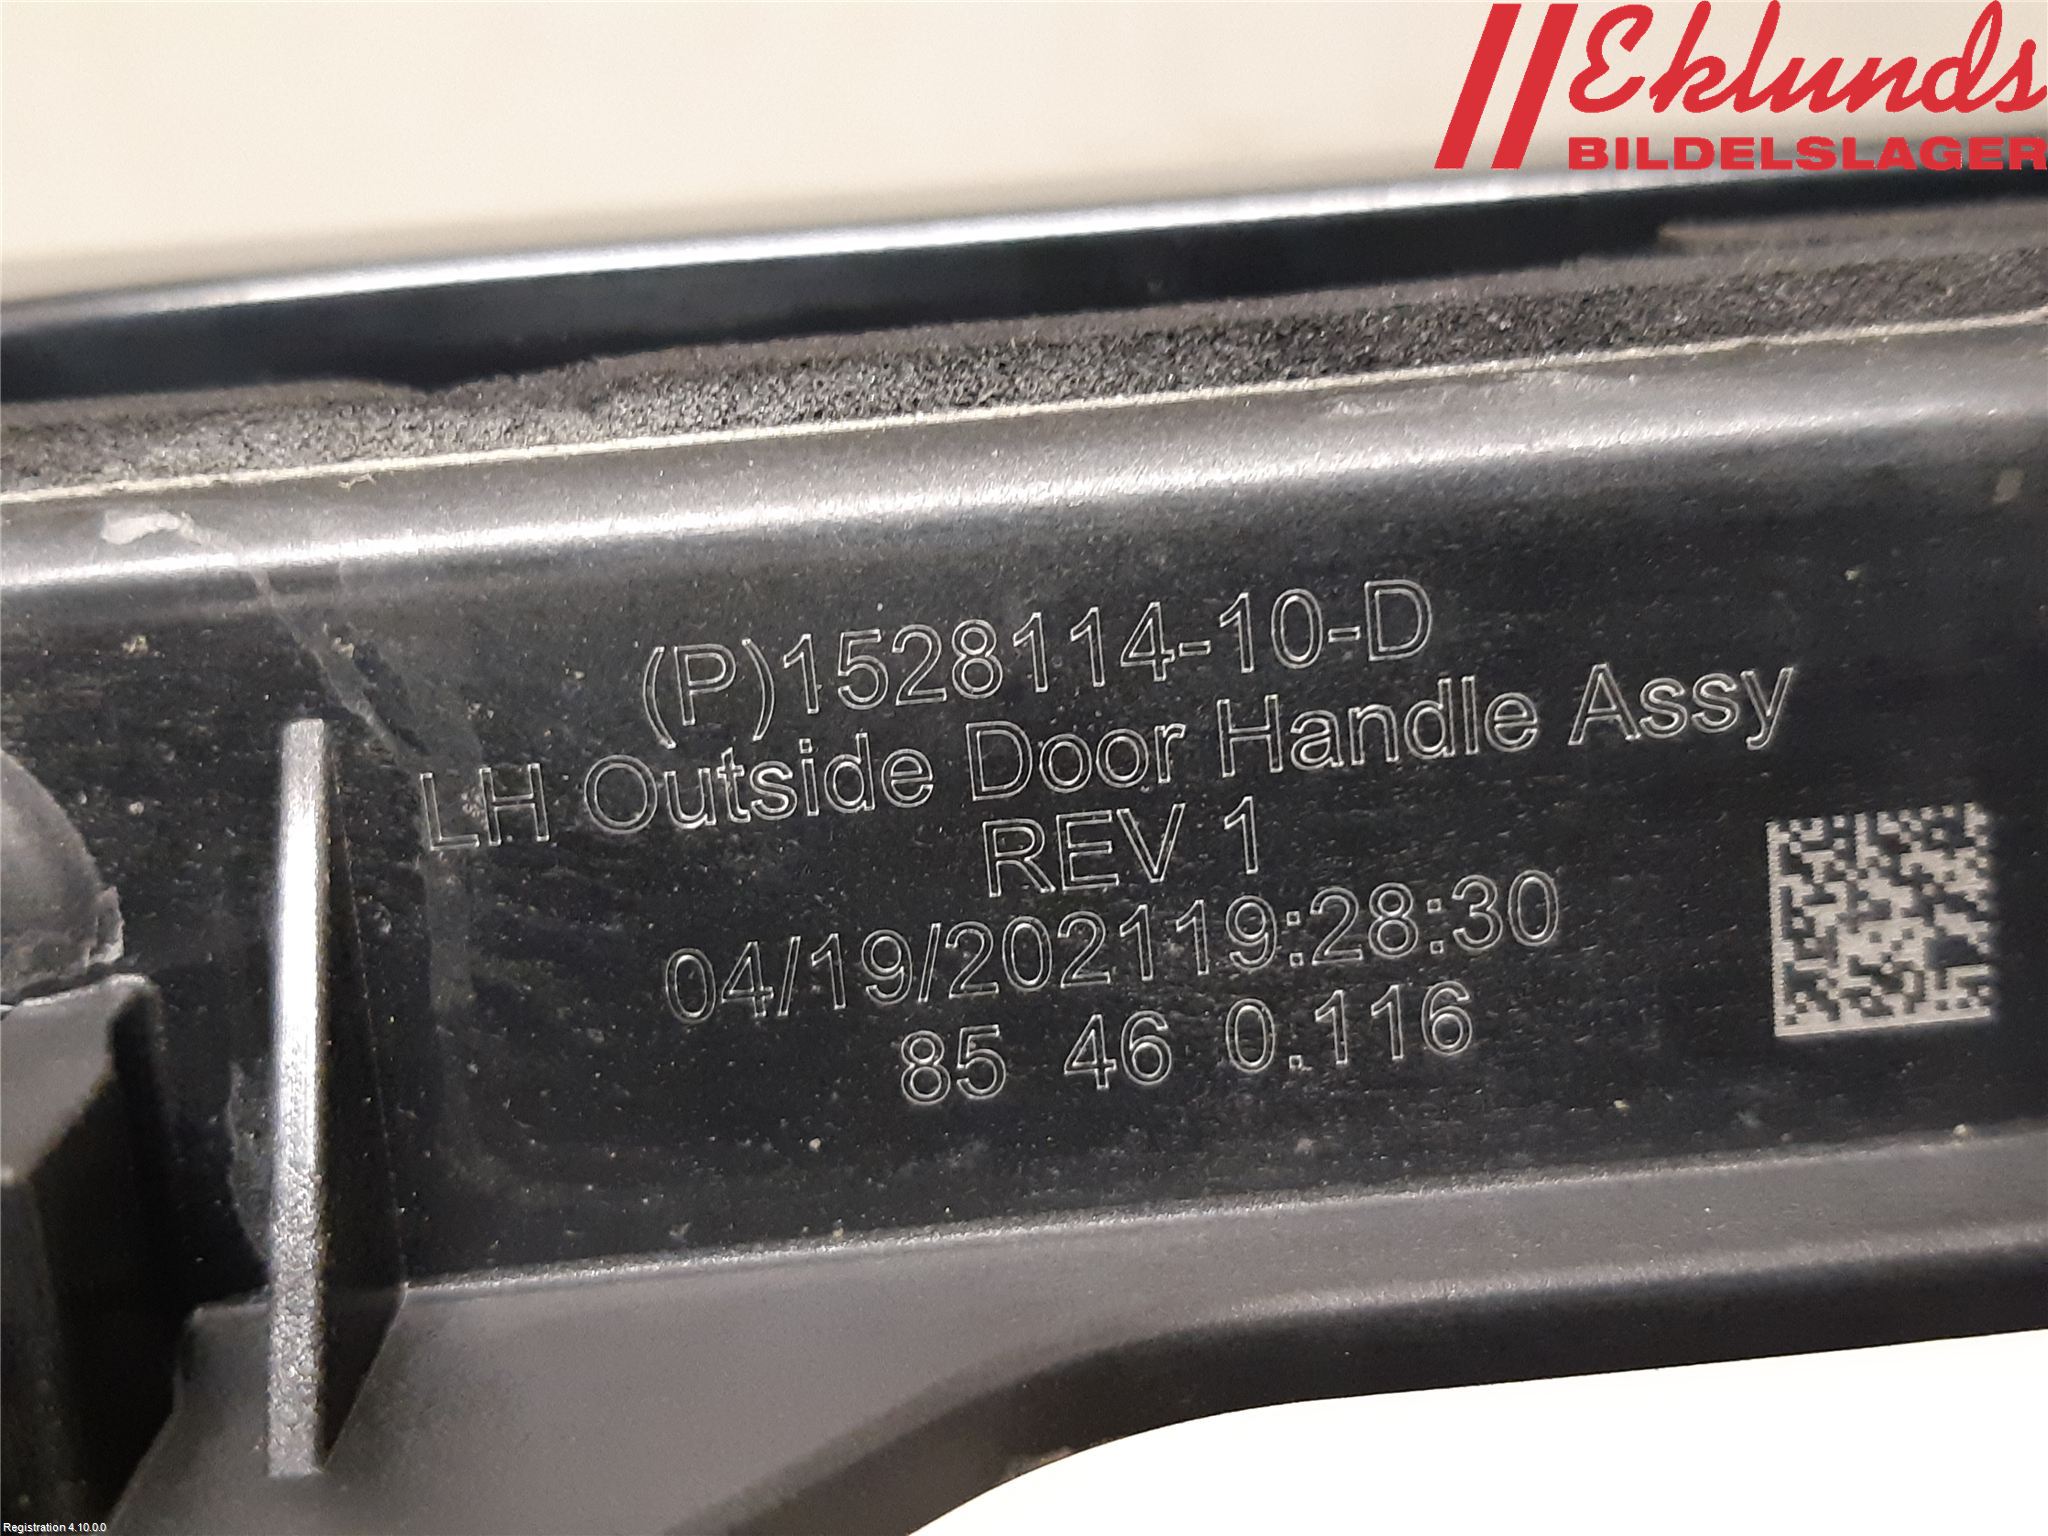 Eklunds
BILDELSLAGER
(P)1528114-10-D
LH Outside Door Handle Assy
REV 1
04/19/202119:28:30
85 46 0.116
Registration 4.10.0.0